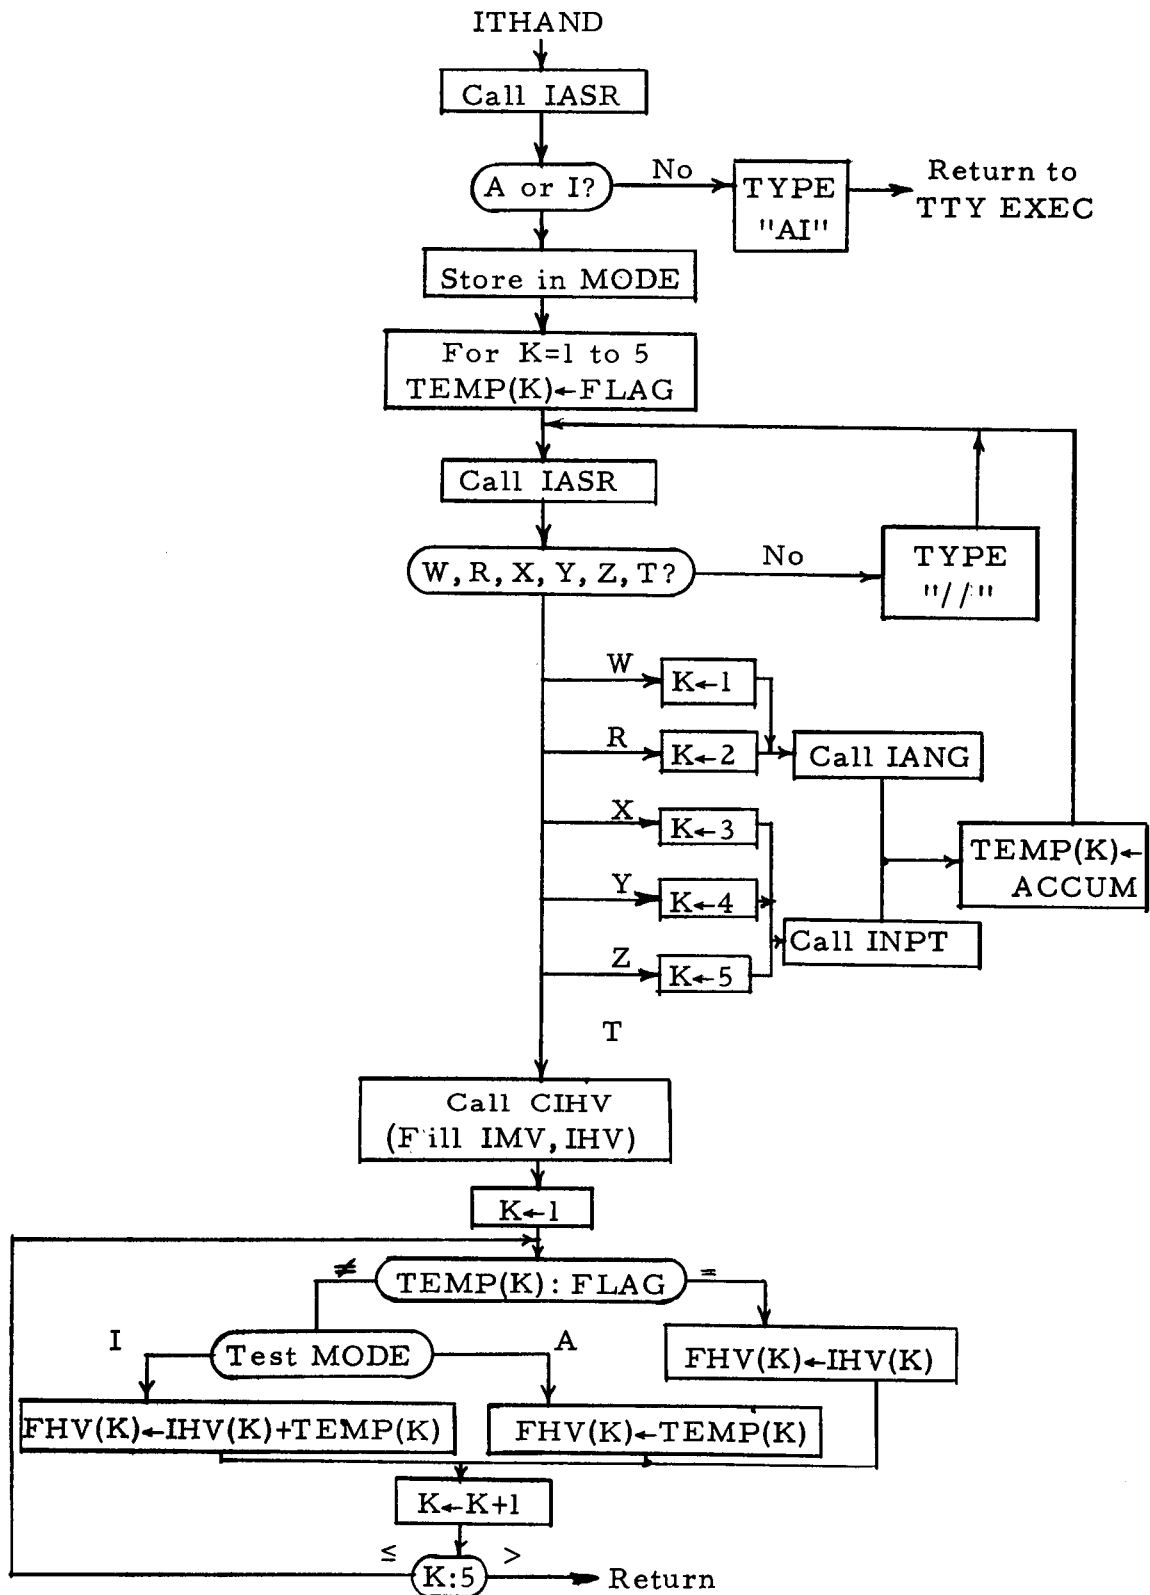 ITHAND
Call IASR
A or I?
No
TYPE
"AI"
Return to
TTY EXEC
Store in MODE
For K=1 to 5
TEMP(K)←FLAG
Call IASR
W, R, X, Y, Z, T?
No
TYPE
"//"
W
K←1
R
K←2
Call IANG
X
K←3
TEMP(K)←
ACCUM
Y
K←4
Call INPT
Z
K←5
T
Call CIHV
(Fill IMV, IHV)
K←1
≠
TEMP(K): FLAG
=
I
Test MODE
A
FHV(K)←IHV(K)
FHV(K)←IHV(K)+TEMP(K)
FHV(K)←TEMP(K)
K←K+1
≤
K:5
>
Return